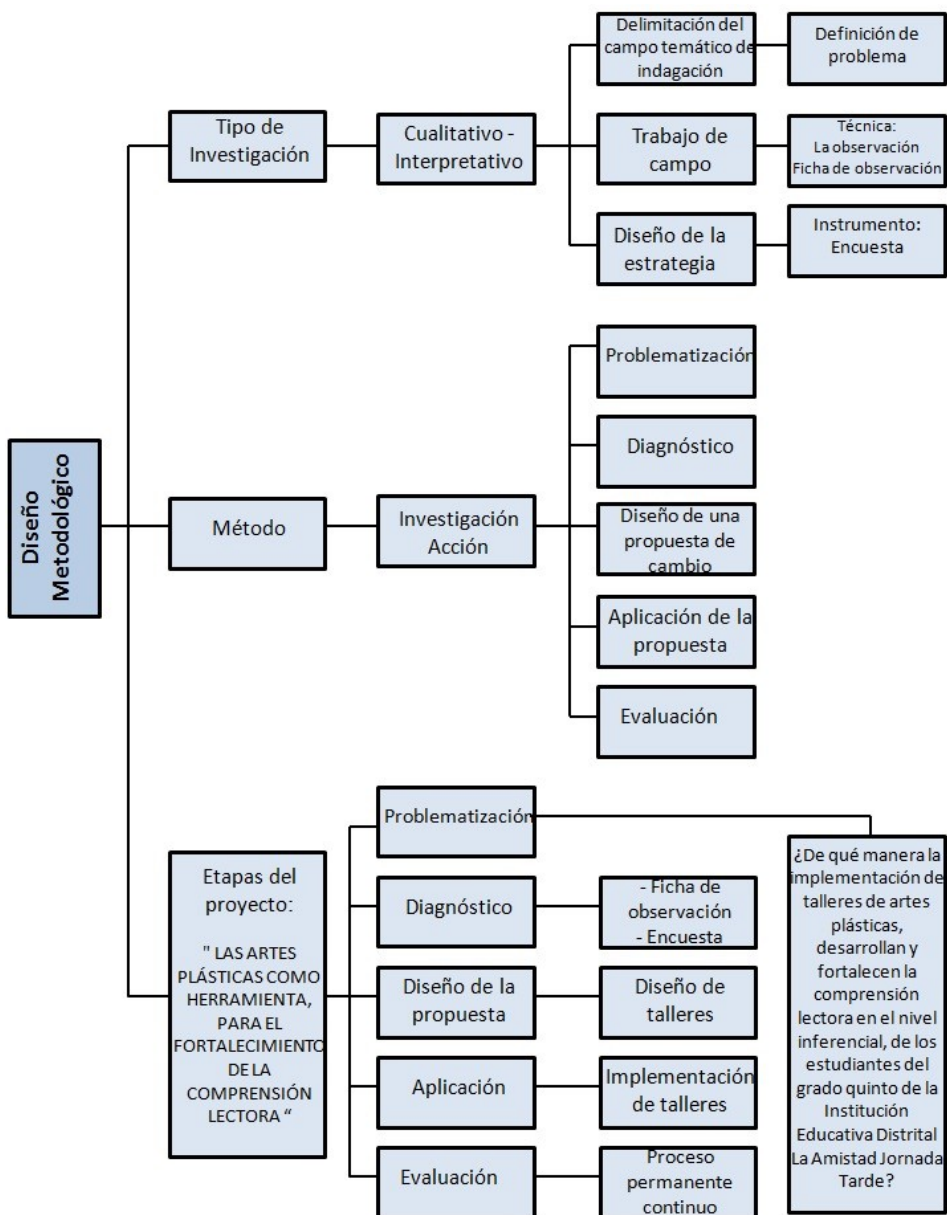 Diseño
Metodológico
Tipo de
Investigación
Cualitativo -
Interpretativo
Delimitación del
campo temático de
indagación
Definición de
problema
Trabajo de
campo
Técnica:
La observación
Ficha de observación
Diseño de la
estrategia
Instrumento:
Encuesta
Método
Investigación
Acción
Problematización
Diagnóstico
Diseño de una
propuesta de
cambio
Aplicación de la
propuesta
Evaluación
Etapas del
proyecto:
" LAS ARTES
PLÁSTICAS COMO
HERRAMIENTA,
PARA EL
FORTALECIMIENTO
DE LA
COMPRENSIÓN
LECTORA “
Problematización
¿De qué manera la
implementación de
talleres de artes
plásticas,
desarrollan y
fortalecen la
comprensión
lectora en el nivel
inferencial, de los
estudiantes del
grado quinto de la
Institución
Educativa Distrital
La Amistad Jornada
Tarde?
Diagnóstico
- Ficha de
observación
- Encuesta
Diseño de la
propuesta
Diseño de
talleres
Aplicación
Implementación
de talleres
Evaluación
Proceso
permanente
continuo